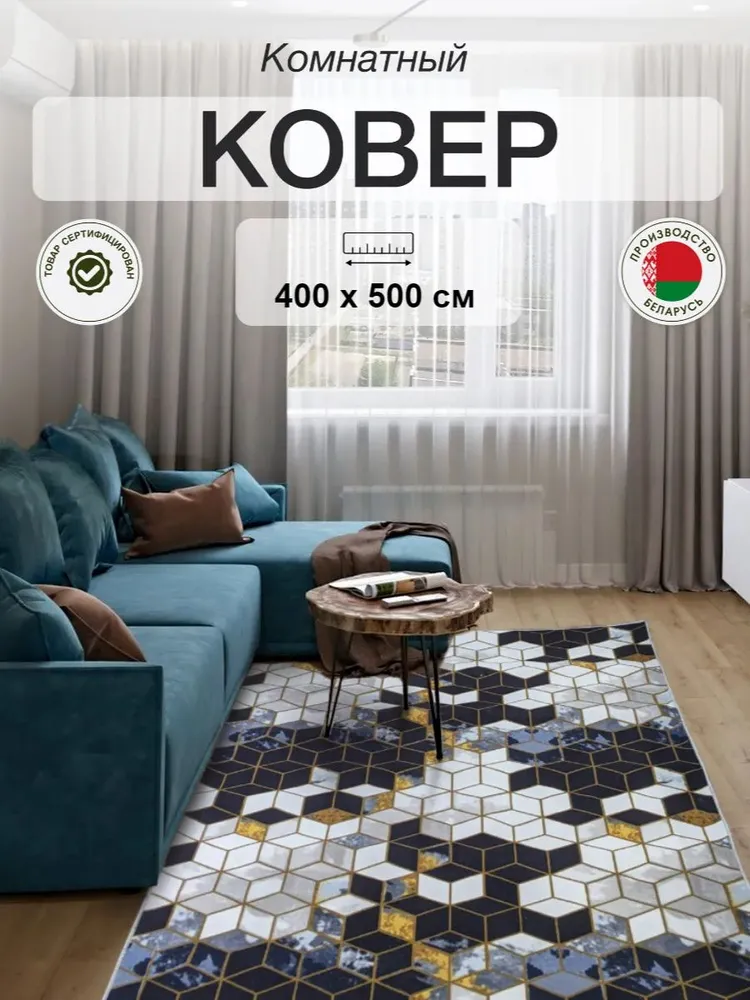 Комнатный
КОВЕР
ТОВАР СЕРТИФИЦИРОВАН
400 x 500 см
ПРОИЗВОДСТВО
БЕЛАРУСЬ